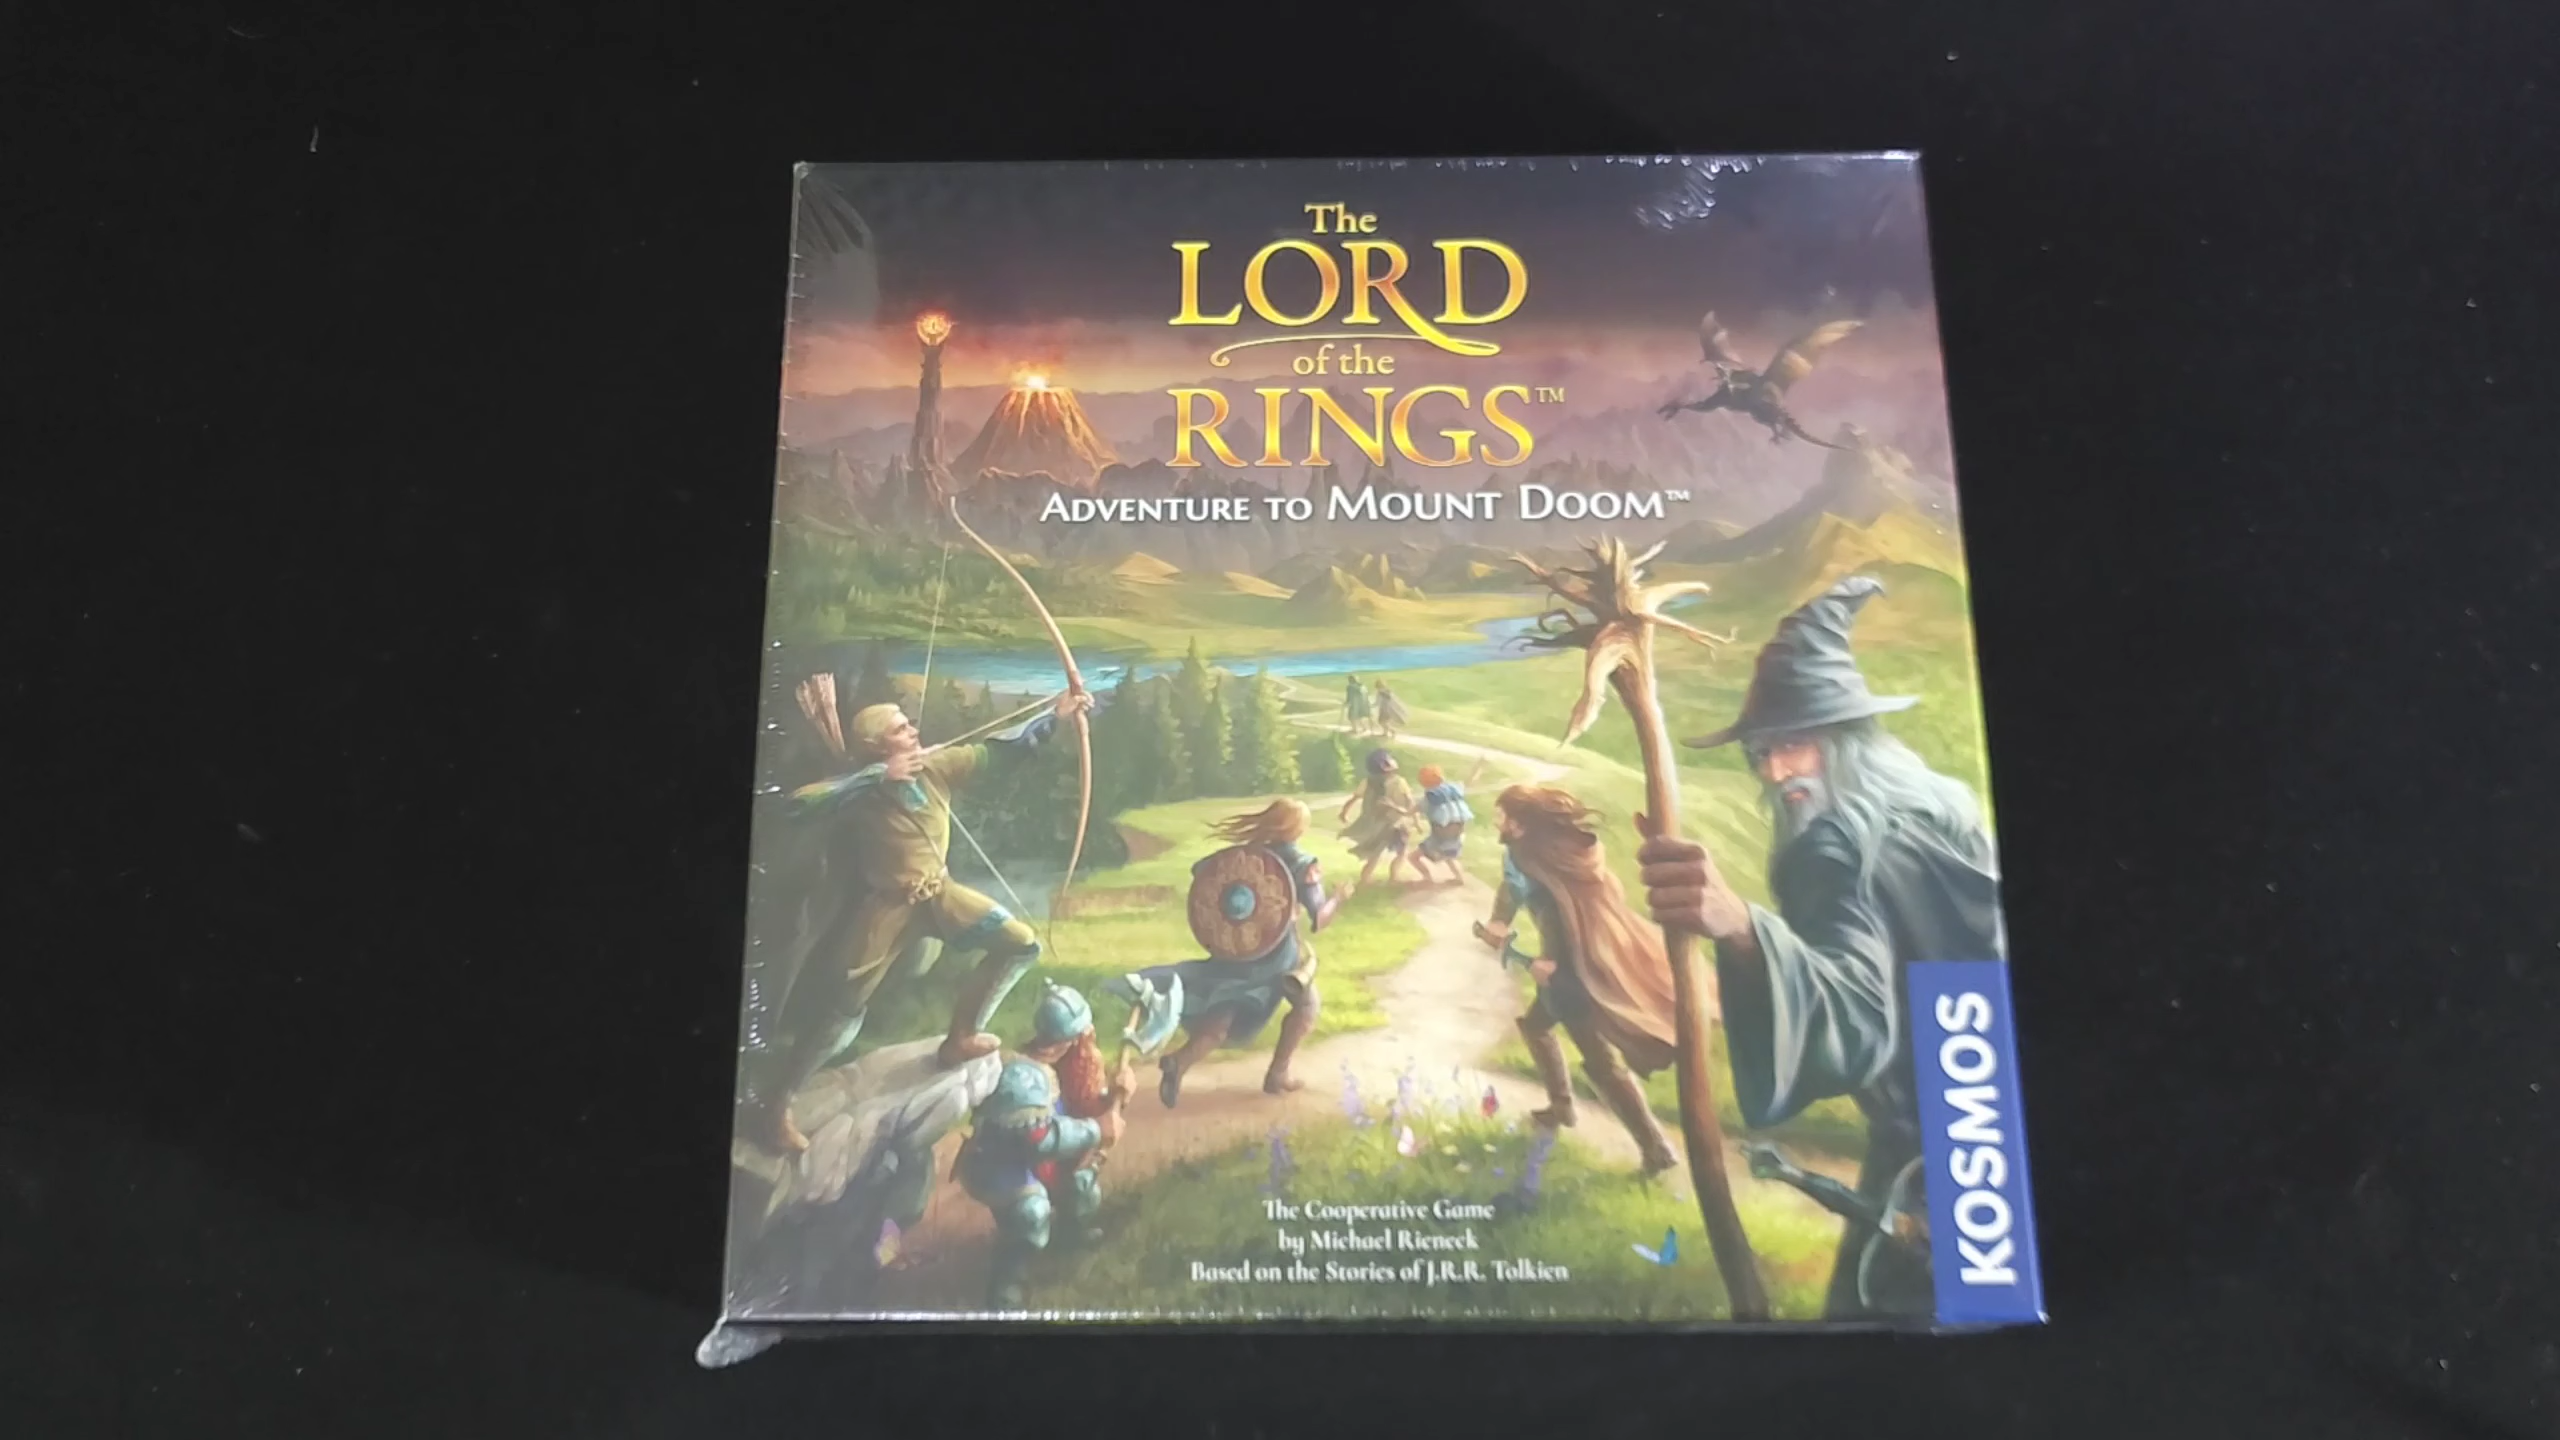 The
LORD
of the
RINGS™
ADVENTURE TO MOUNT DOOM™
The Cooperative Game
by Michael Rieneck
Based on the Stories of J.R.R. Tolkien
KOSMOS